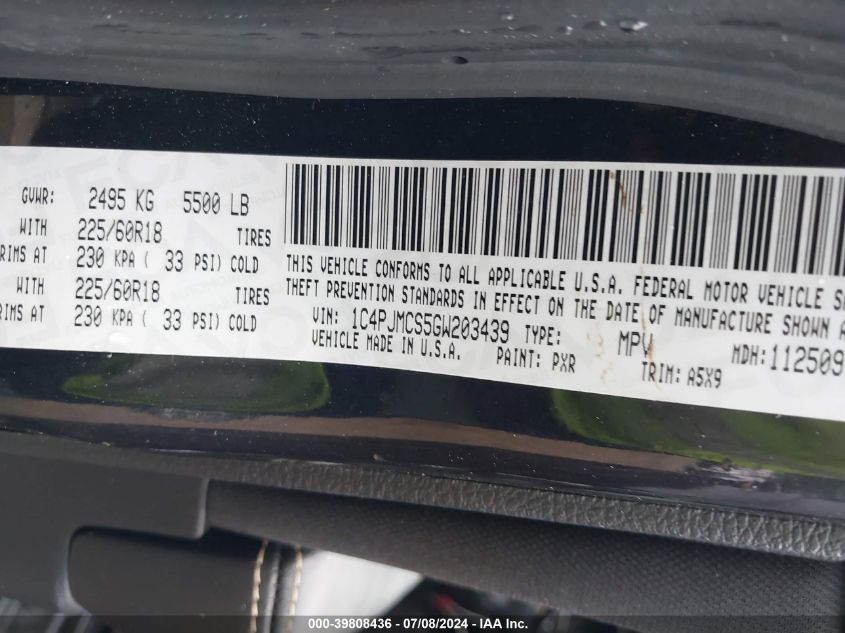 GVWR: 2495 KG 5500 LB
WITH 225/60R18 TIRES
RIMS AT 230 KPA ( 33 PSI) COLD
WITH 225/60R18 TIRES
RIMS AT 230 KPA ( 33 PSI) COLD
THIS VEHICLE CONFORMS TO ALL APPLICABLE U.S.A. FEDERAL MOTOR VEHICLE
THEFT PREVENTION STANDARDS IN EFFECT ON THE DATE OF MANUFACTURE SHOWN
VIN: 1C4PJMCS5GW203439 TYPE: MPV MDH: 112509
VEHICLE MADE IN U.S.A. PAINT: PXR TRIM: A5X9
000-39808436 - 07/08/2024 - IAA Inc.